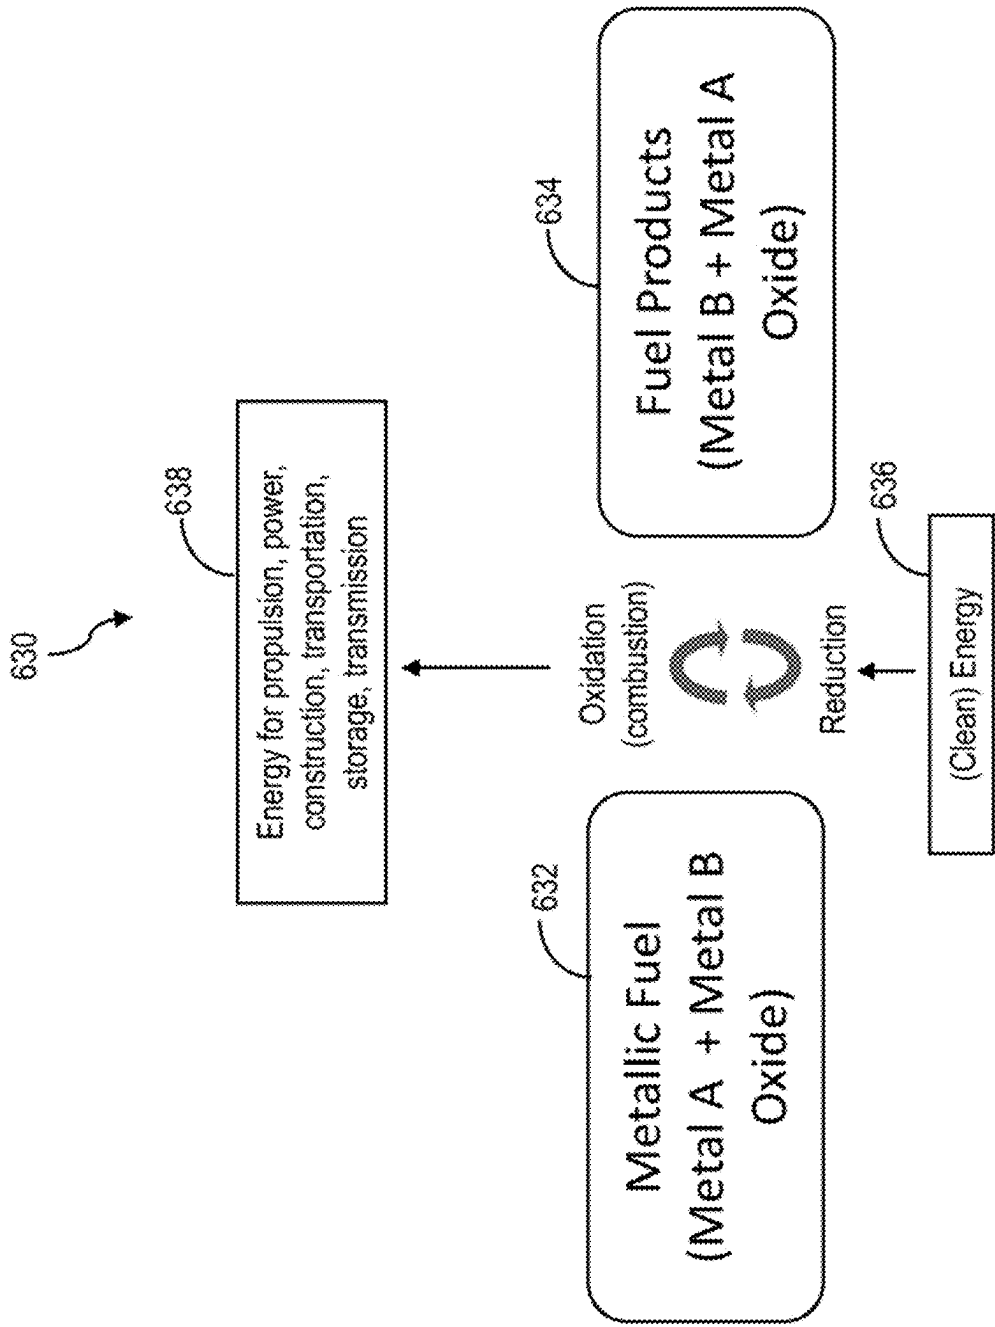 630
638
Energy for propulsion, power,
construction, transportation,
storage, transmission
632
Metallic Fuel
(Metal A + Metal B
Oxide)
Oxidation
(combustion)
Reduction
634
Fuel Products
(Metal B + Metal A
Oxide)
636
(Clean) Energy